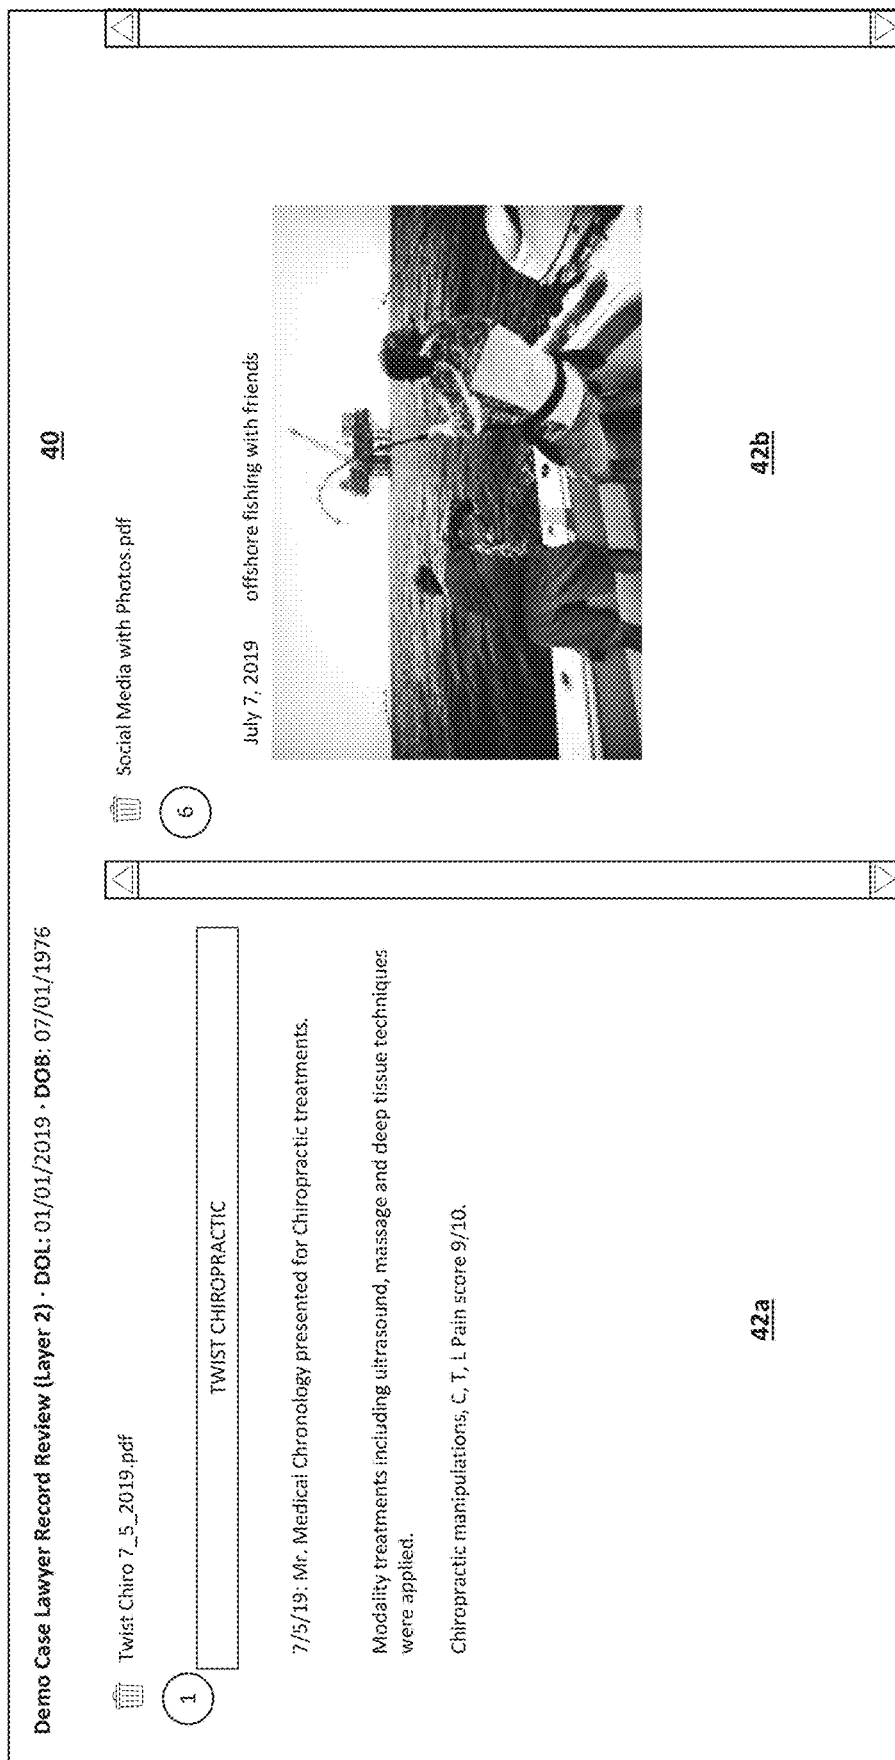 Demo Case Lawyer Record Review (Layer 2) · DOL: 01/01/2019 · DOB: 07/01/1976
40
Twist Chiro 7_5_2019.pdf
1
TWIST CHIROPRACTIC
7/5/19: Mr. Medical Chronology presented for Chiropractic treatments.
Modality treatments including ultrasound, massage and deep tissue techniques
were applied.
Chiropractic manipulations, C, T, L Pain score 9/10.
42a
Social Media with Photos.pdf
6
July 7, 2019 offshore fishing with friends
42b